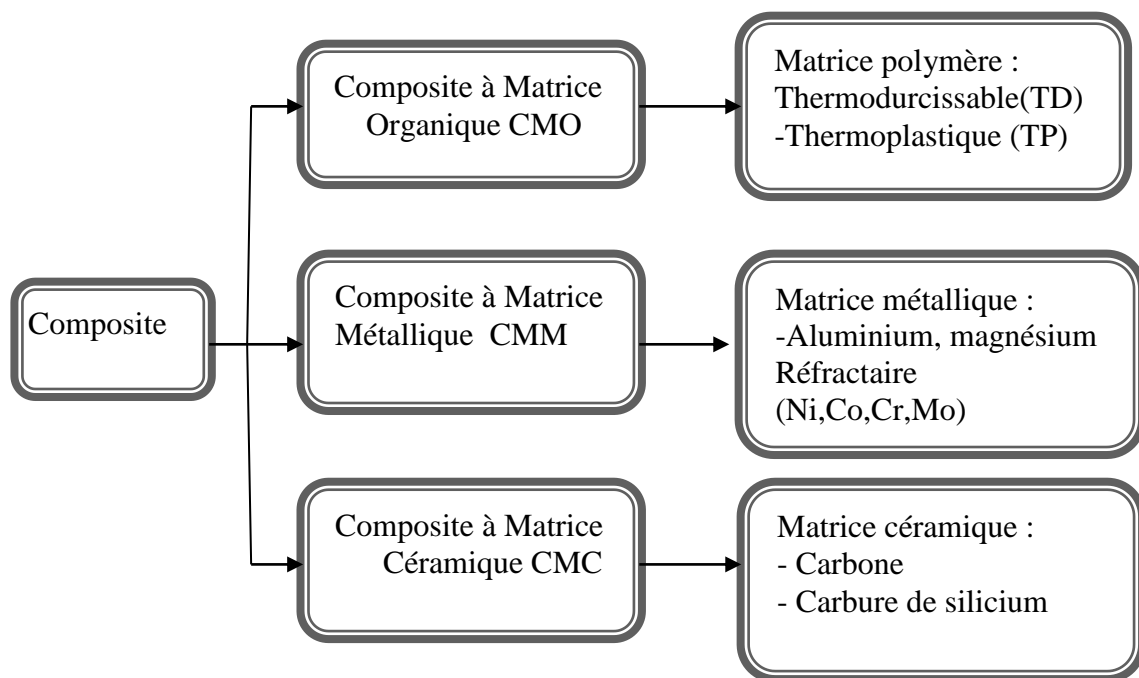 Composite
Composite à Matrice
Organique CMO
Matrice polymère :
Thermodurcissable(TD)
-Thermoplastique (TP)
Composite à Matrice
Métallique  CMM
Matrice métallique :
-Aluminium, magnésium
Réfractaire
(Ni,Co,Cr,Mo)
Composite à Matrice
Céramique CMC
Matrice céramique :
- Carbone
- Carbure de silicium